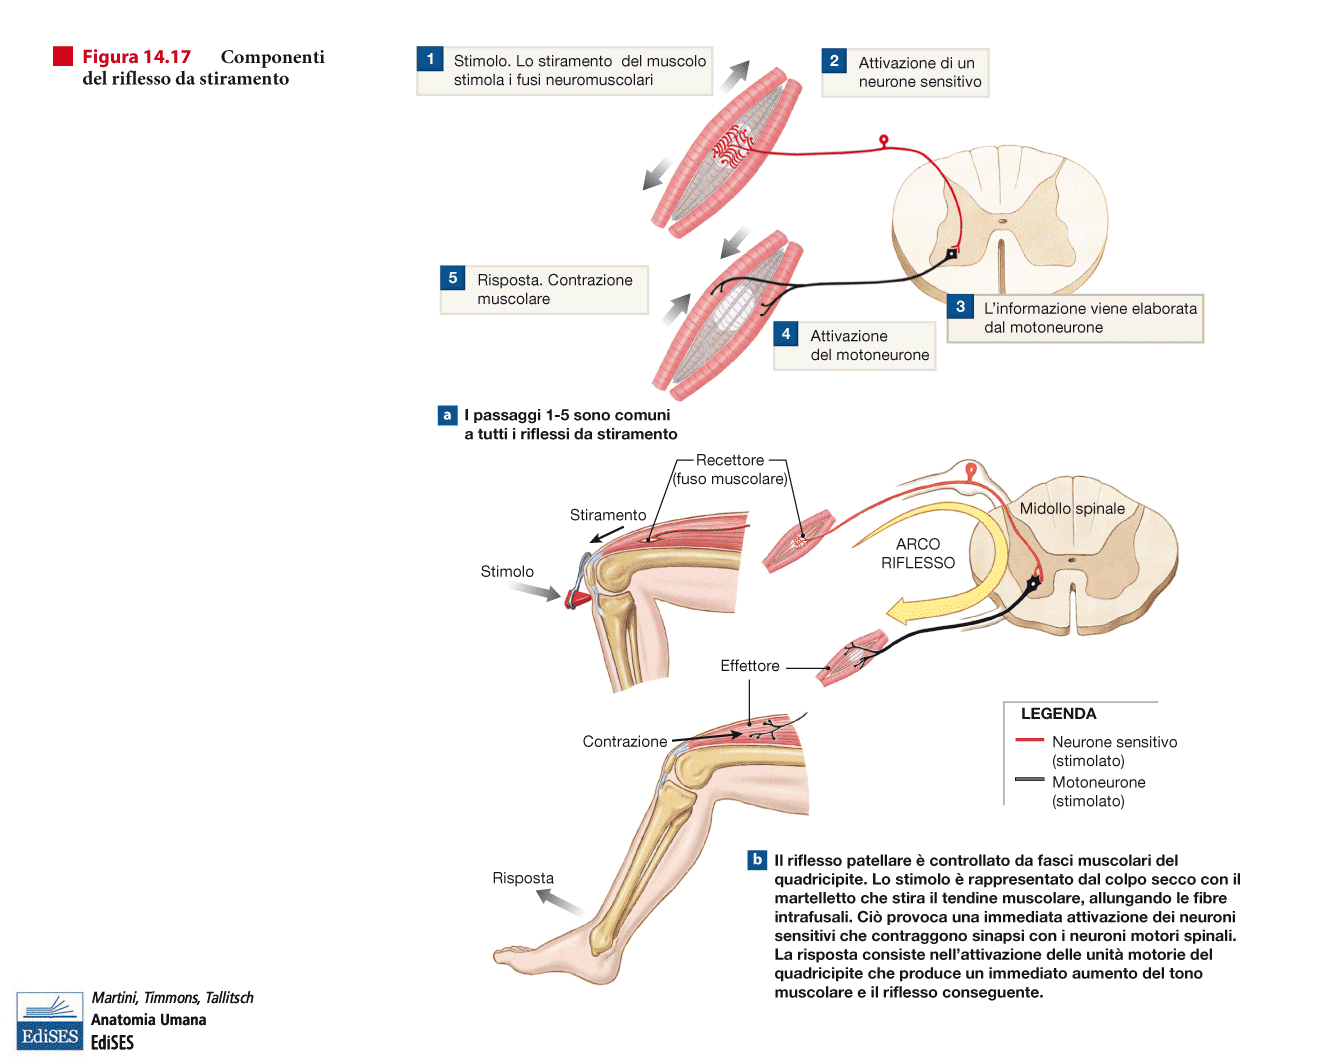 Figura 14.17 Componenti
del riflesso da stiramento
1 Stimolo. Lo stiramento del muscolo
stimola i fusi neuromuscolari
2 Attivazione di un
neurone sensitivo
5 Risposta. Contrazione
muscolare
3 L'informazione viene elaborata
dal motoneurone
4 Attivazione
del motoneurone
a I passaggi 1-5 sono comuni
a tutti i riflessi da stiramento
Recettore
(fuso muscolare)
Stiramento
Stimolo
Midollo spinale
ARCO
RIFLESSO
Effettore
Contrazione
Risposta
LEGENDA
Neurone sensitivo
(stimolato)
Motoneurone
(stimolato)
b Il riflesso patellare è controllato da fasci muscolari del
quadricipite. Lo stimolo è rappresentato dal colpo secco con il
martelletto che stira il tendine muscolare, allungando le fibre
intrafusali. Ciò provoca una immediata attivazione dei neuroni
sensitivi che contraggono sinapsi con i neuroni motori spinali.
La risposta consiste nell'attivazione delle unità motorie del
quadricipite che produce un immediato aumento del tono
muscolare e il riflesso conseguente.
EdiSES
Martini, Timmons, Tallitsch
Anatomia Umana
EdiSES